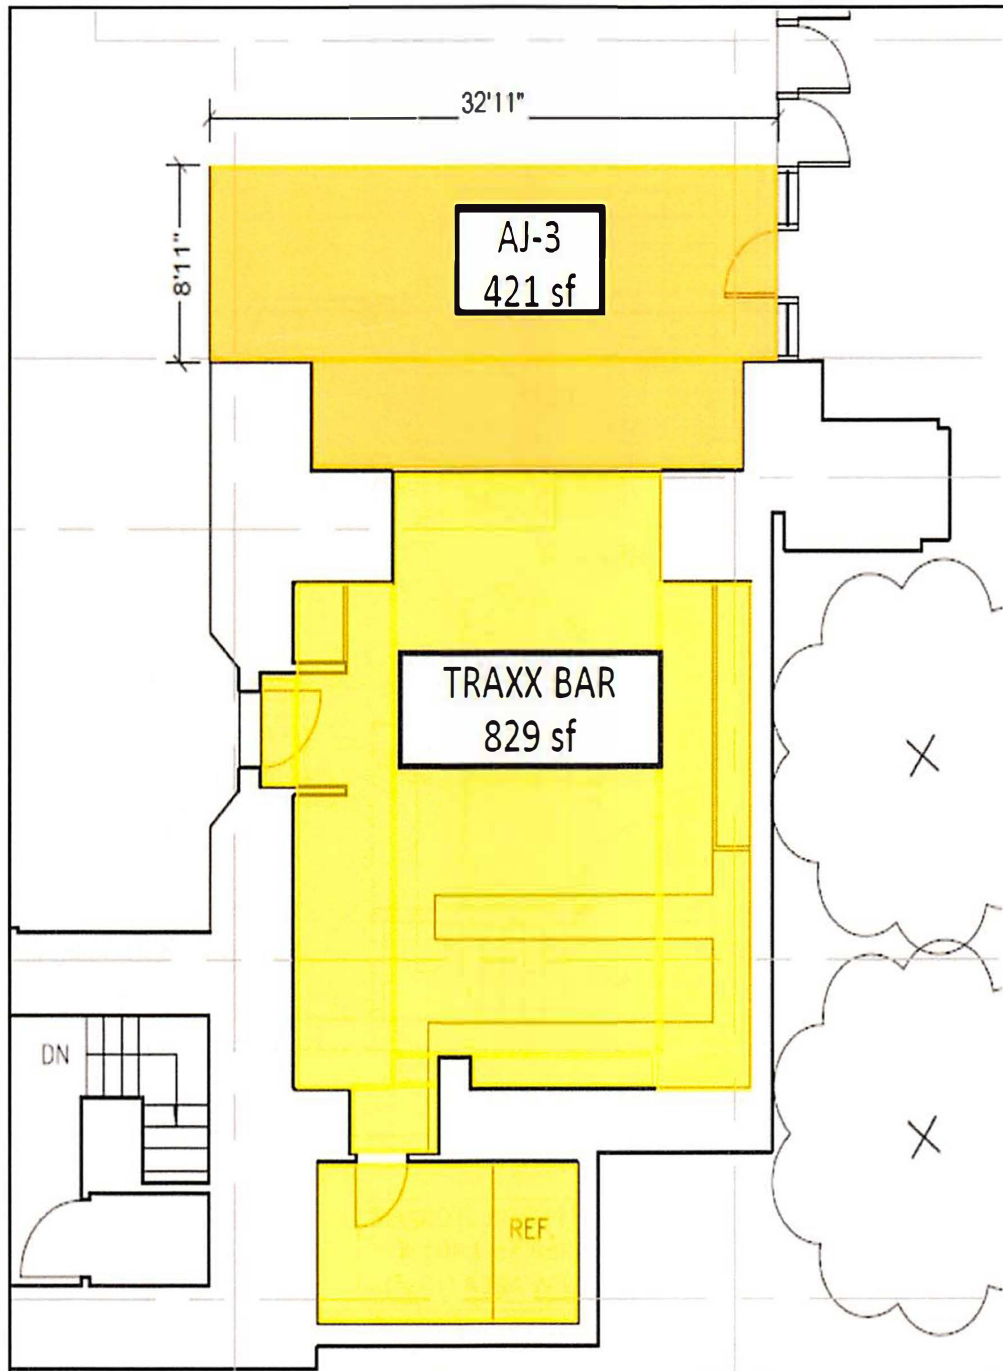 32'11"
8'11"
AJ-3
421 sf
TRAXX BAR
829 sf
DN
REF.